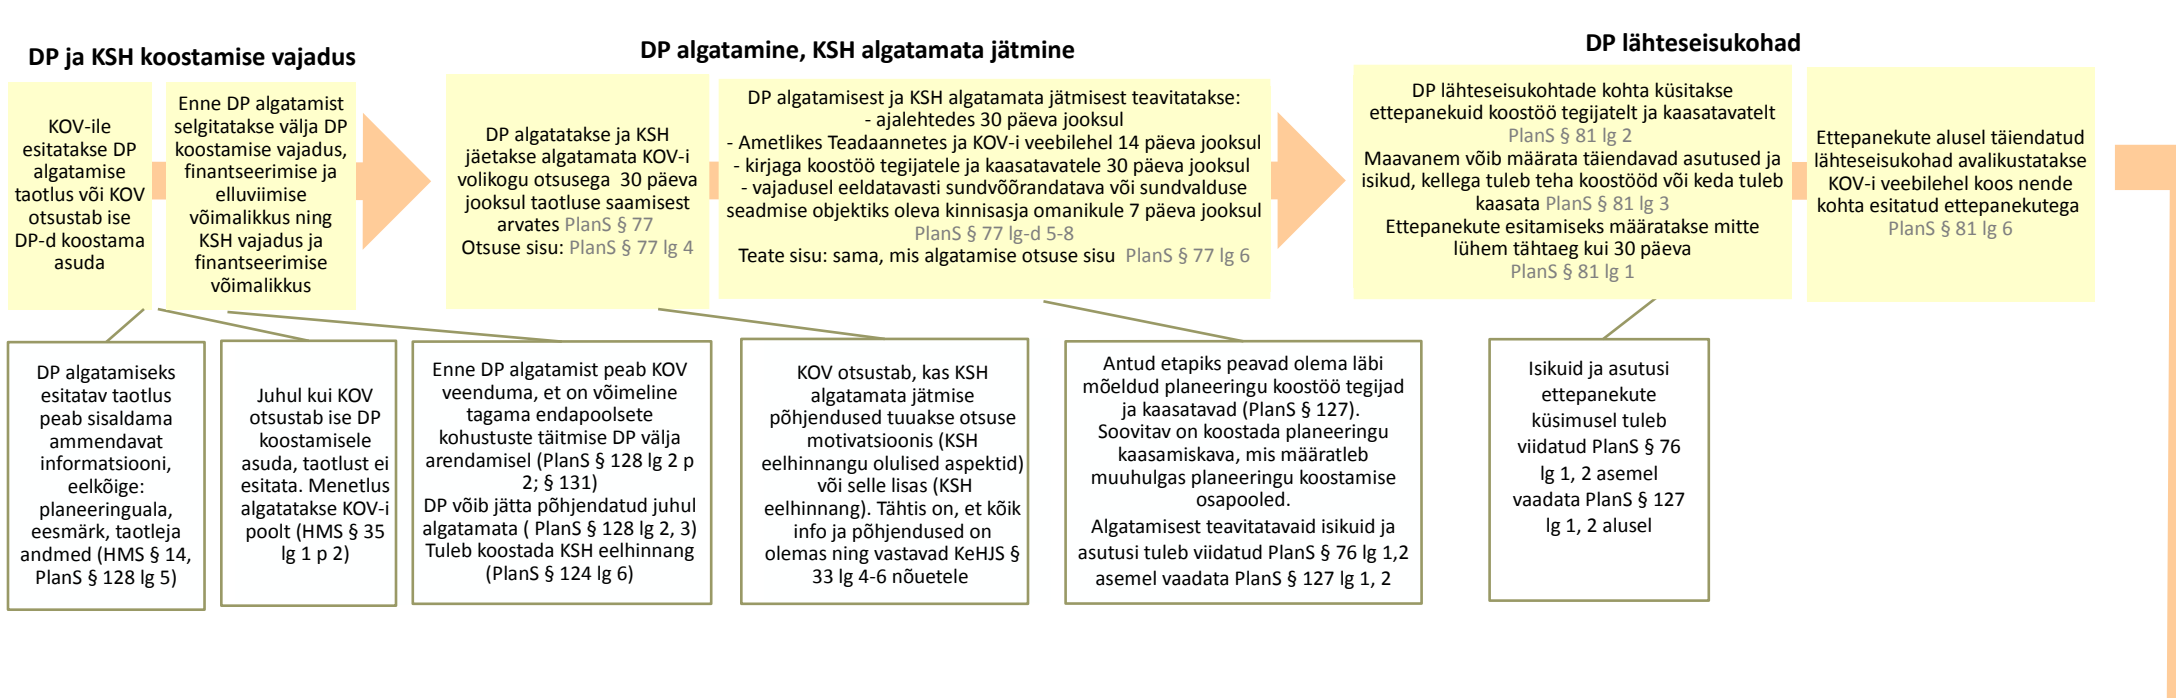 DP ja KSH koostamise vajadus
KOV-ile
esitatakse DP
algatamise
taotlus või KOV
otsustab ise
DP-d koostama
asuda
Enne DP algatamist
selgitatakse välja DP
koostamise vajadus,
finantseerimise ja
elluviimise
võimalikkus ning
KSH vajadus ja
finantseerimise
võimalikkus
DP algatamine, KSH algatamata jätmine
DP algatatakse ja KSH
jäetakse algatamata KOV-i
volikogu otsusega 30 päeva
jooksul taotluse saamisest
arvates PlanS § 77
Otsuse sisu: PlanS § 77 lg 4
DP algatamisest ja KSH algatamata jätmisest teavitatakse:
- ajalehtedes 30 päeva jooksul
- Ametlikes Teadaannetes ja KOV-i veebilehel 14 päeva jooksul
- kirjaga koostöö tegijatele ja kaasatavatele 30 päeva jooksul
- vajadusel eeldatavasti sundvõõrandatava või sundvalduse
seadmise objektiks oleva kinnisasja omanikule 7 päeva jooksul
PlanS § 77 lg-d 5-8
Teate sisu: sama, mis algatamise otsuse sisu PlanS § 77 lg 6
DP lähteseisukohad
DP lähteseisukohtade kohta küsitakse
ettepanekuid koostöö tegijatelt ja kaasatavatelt
PlanS § 81 lg 2
Maavanem võib määrata täiendavad asutused ja
isikud, kellega tuleb teha koostööd või keda tuleb
kaasata PlanS § 81 lg 3
Ettepanekute esitamiseks määratakse mitte
lühem tähtaeg kui 30 päeva
PlanS § 81 lg 1
Ettepanekute alusel täiendatud
lähteseisukohad avalikustatakse
KOV-i veebilehel koos nende
kohta esitatud ettepanekutega
PlanS § 81 lg 6
DP algatamiseks
esitatav taotlus
peab sisaldama
ammendavat
informatsiooni,
eelkõige:
planeeringuala,
eesmärk, taotleja
andmed (HMS § 14,
PlanS § 128 lg 5)
Juhul kui KOV
otsustab ise DP
koostamisele
asuda, taotlust ei
esitata. Menetlus
algatatakse KOV-i
poolt (HMS § 35
lg 1 p 2)
Enne DP algatamist peab KOV
veenduma, et on võimeline
tagama endapoolsete
kohustuste täitmise DP välja
arendamisel (PlanS § 128 lg 2 p
2; § 131)
DP võib jätta põhjendatud juhul
algatamata ( PlanS § 128 lg 2, 3)
Tuleb koostada KSH eelhinnang
(PlanS § 124 lg 6)
KOV otsustab, kas KSH
algatamata jätmise
põhjendused tuuakse otsuse
motivatsioonis (KSH
eelhinnangu olulised aspektid)
või selle lisas (KSH
eelhinnang). Tähtis on, et kõik
info ja põhjendused on
olemas ning vastavad KeHJS §
33 lg 4-6 nõuetele
Antud etapiks peavad olema läbi
mõeldud planeeringu koostöö tegijad
ja kaasatavad (PlanS § 127).
Soovitav on koostada planeeringu
kaasamiskava, mis määratleb
muuhulgas planeeringu koostamise
osapooled.
Algatamisest teavitatavaid isikuid ja
asutusi tuleb viidatud PlanS § 76 lg 1,2
asemel vaadata PlanS § 127 lg 1, 2
Isikuid ja asutusi
ettepanekute
küsimusel tuleb
viidatud PlanS § 76
lg 1, 2 asemel
vaadata PlanS § 127
lg 1, 2 alusel